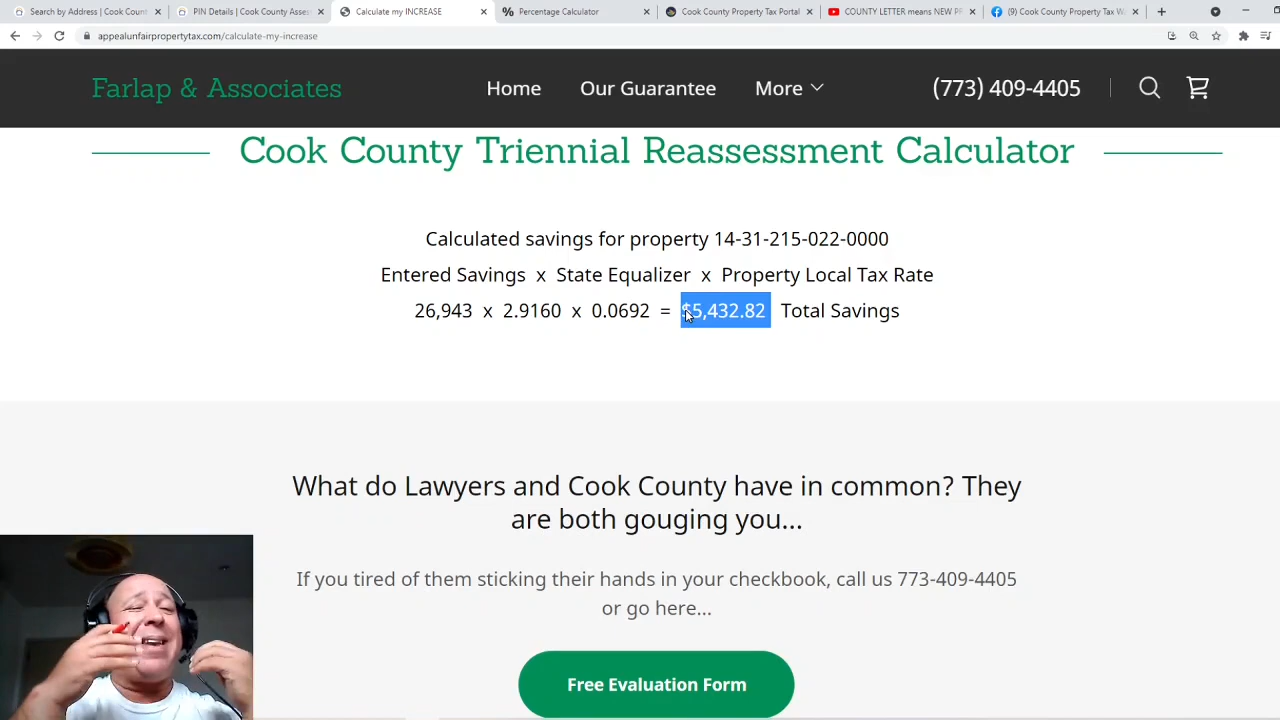 Search by Address | Cook Count
PIN Details | Cook County Asses
Calculate my INCREASE
Percentage Calculator
Cook County Property Tax Portal
COUNTY LETTER means NEW PR
(9) Cook County Property Tax W
appealunfairpropertytax.com/calculate-my-increase
Farlap & Associates
Home
Our Guarantee
More
(773) 409-4405
Cook County Triennial Reassessment Calculator
Calculated savings for property 14-31-215-022-0000
Entered Savings x State Equalizer x Property Local Tax Rate
26,943 x 2.9160 x 0.0692 = $5,432.82 Total Savings
What do Lawyers and Cook County have in common? They
are both gouging you...
If you tired of them sticking their hands in your checkbook, call us 773-409-4405
or go here...
Free Evaluation Form